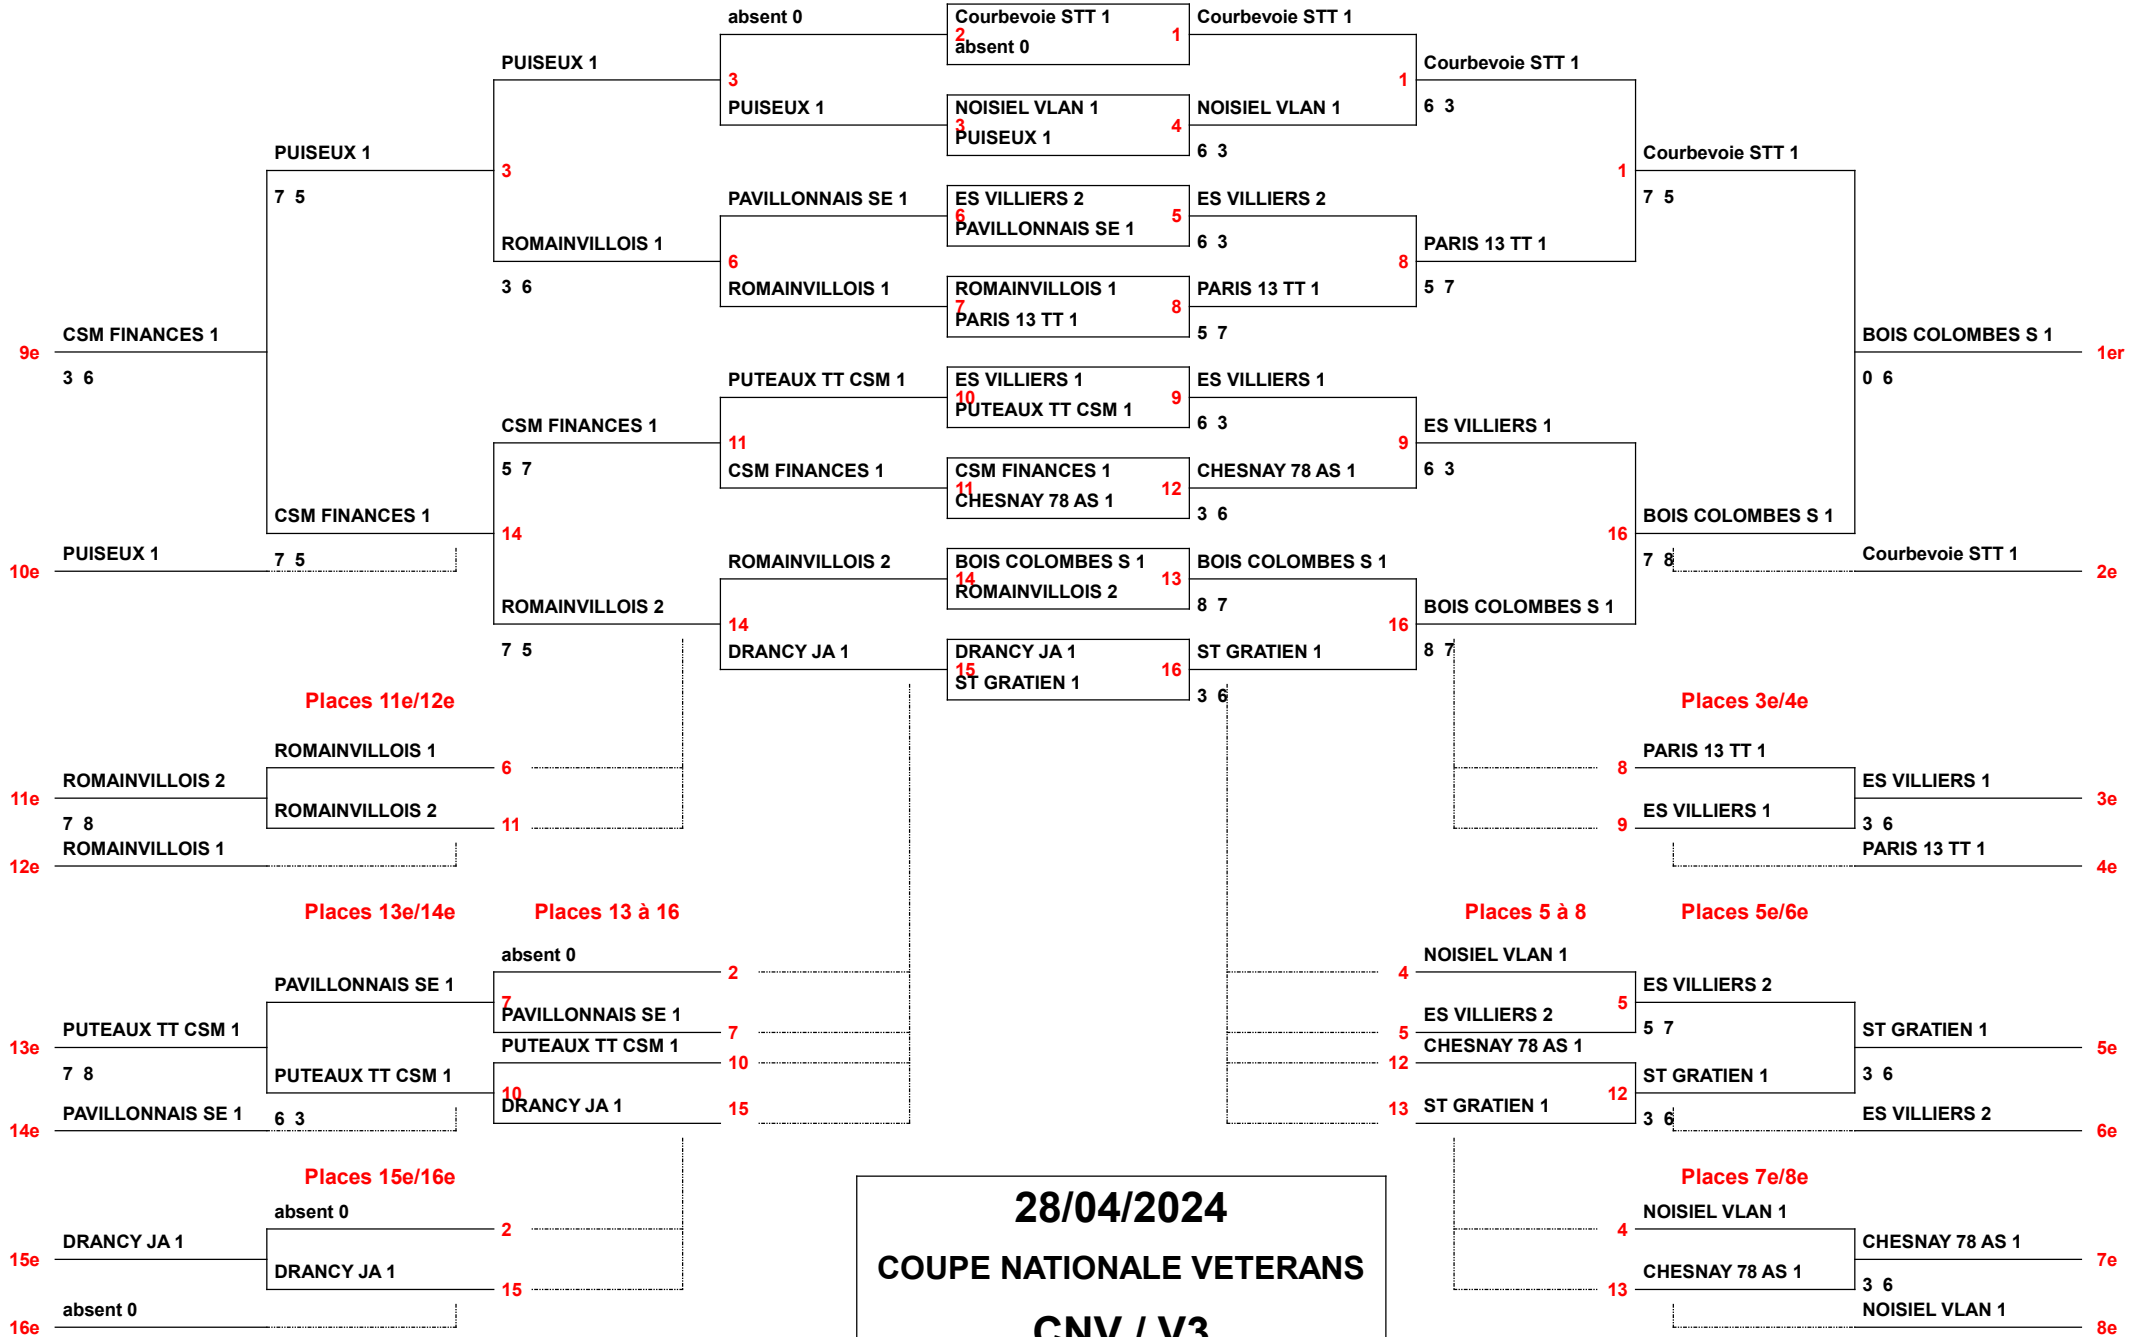 absent 0
Courbevoie STT 1
Courbevoie STT 1
2
1
absent 0
PUISEUX 1
Courbevoie STT 1
3
1
PUISEUX 1
NOISIEL VLAN 1
NOISIEL VLAN 1
6 3
3
4
PUISEUX 1
6 3
PUISEUX 1
Courbevoie STT 1
3
1
7 5
PAVILLONNAIS SE 1
ES VILLIERS 2
ES VILLIERS 2
7 5
6
5
PAVILLONNAIS SE 1
6 3
ROMAINVILLOIS 1
PARIS 13 TT 1
6
8
3 6
ROMAINVILLOIS 1
ROMAINVILLOIS 1
PARIS 13 TT 1
5 7
7
8
PARIS 13 TT 1
5 7
CSM FINANCES 1
BOIS COLOMBES S 1
9e
1er
3 6
PUTEAUX TT CSM 1
ES VILLIERS 1
ES VILLIERS 1
0 6
10
9
PUTEAUX TT CSM 1
6 3
CSM FINANCES 1
ES VILLIERS 1
11
9
5 7
CSM FINANCES 1
CSM FINANCES 1
CHESNAY 78 AS 1
6 3
11
12
CHESNAY 78 AS 1
3 6
CSM FINANCES 1
BOIS COLOMBES S 1
14
16
PUISEUX 1
7 5
ROMAINVILLOIS 2
BOIS COLOMBES S 1
BOIS COLOMBES S 1
7 8
Courbevoie STT 1
10e
14
13
2e
ROMAINVILLOIS 2
8 7
ROMAINVILLOIS 2
BOIS COLOMBES S 1
14
16
7 5
DRANCY JA 1
DRANCY JA 1
ST GRATIEN 1
8 7
15
16
ST GRATIEN 1
3 6
Places 11e/12e
Places 3e/4e
ROMAINVILLOIS 1
PARIS 13 TT 1
6
8
ROMAINVILLOIS 2
ES VILLIERS 1
11e
3e
ROMAINVILLOIS 2
ES VILLIERS 1
7 8
11
9
3 6
ROMAINVILLOIS 1
PARIS 13 TT 1
12e
4e
Places 13e/14e
Places 13 à 16
Places 5 à 8
Places 5e/6e
absent 0
NOISIEL VLAN 1
2
4
PAVILLONNAIS SE 1
ES VILLIERS 2
7
5
PAVILLONNAIS SE 1
ES VILLIERS 2
PUTEAUX TT CSM 1
7
5
5 7
ST GRATIEN 1
13e
PUTEAUX TT CSM 1
CHESNAY 78 AS 1
5e
10
12
7 8
PUTEAUX TT CSM 1
ST GRATIEN 1
3 6
10
12
DRANCY JA 1
15
13
ST GRATIEN 1
PAVILLONNAIS SE 1
6 3
3 6
ES VILLIERS 2
14e
6e
Places 15e/16e
Places 7e/8e
28/04/2024
absent 0
NOISIEL VLAN 1
2
4
DRANCY JA 1
CHESNAY 78 AS 1
15e
7e
COUPE NATIONALE VETERANS
DRANCY JA 1
CHESNAY 78 AS 1
15
13
3 6
absent 0
NOISIEL VLAN 1
16e
8e
CNV / V3